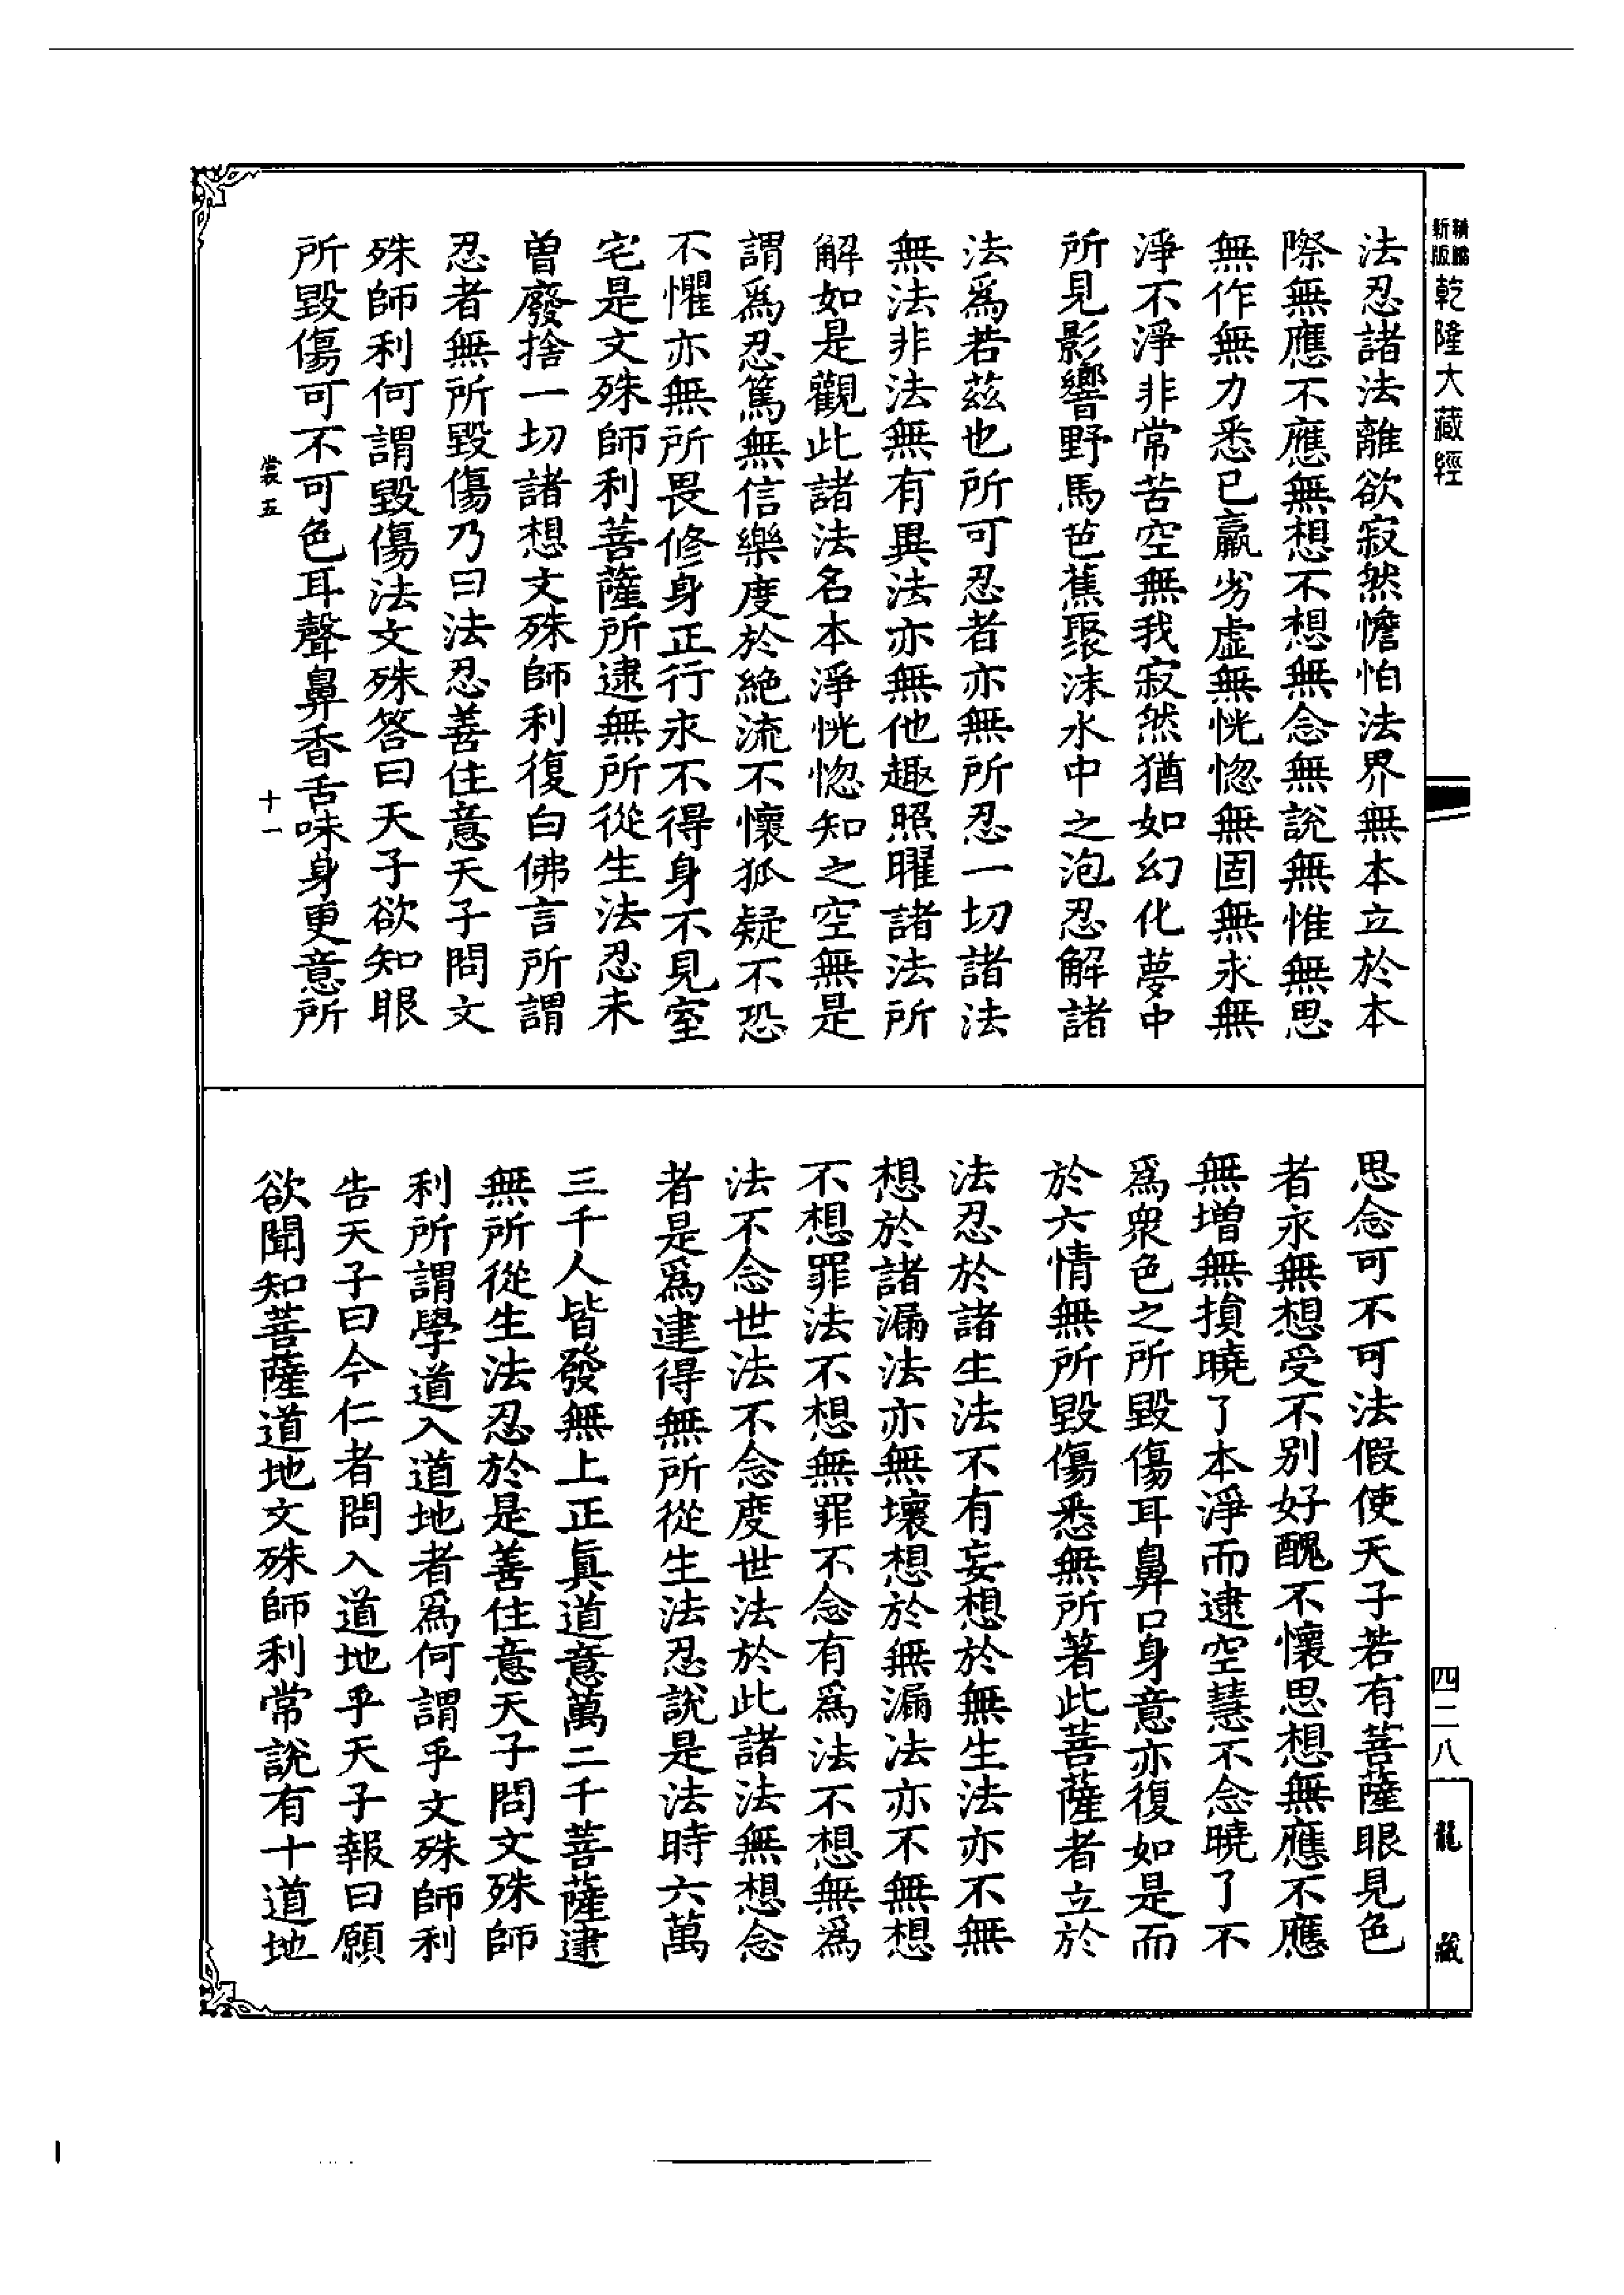 新版
乾隆大藏經
法忍諸法離欲寂然憺怕法界無本立於本
際無應不應無想不想無念無說無惟無思
無作無力悉已羸劣虛無恍惚無固無求無
淨不淨非常苦空無我寂然猶如幻化夢中
所見影響野馬芭蕉聚沫水中之泡忍解諸
法為若茲也所可忍者亦無所忍一切諸法
無法非法無有異法亦無他趣照曜諸法所
解如是觀此諸法名本淨恍惚知之空無是
謂爲忍篤無信樂度於絶流不懷狐疑不恐
不懼亦無所畏修身正行求不得身不見室
宅是文殊師利菩薩所逮無所從生法忍未
曽廢捨一切諸想文殊師利復白佛言所謂
忍者無所毀傷乃曰法忍善住意天子問文
殊師利何謂毀傷法文殊答曰天子欲知眼
所毀傷可不可色耳聲鼻香舌味身更意所
裳五
十一
思念可不可法假使天子若有菩薩眼見色
者永無想受不别好醜不懷思想無應不應
無增無損曉了本淨而逮空慧不念曉了不
爲衆色之所毀傷耳鼻口身意亦復如是而
於六情無所毀傷悉無所著此菩薩者立於
法忍於諸生法不有妄想於無生法亦不無
想於諸漏法亦無壞想於無漏法亦不無想
不想罪法不想無罪不念有爲法不想無爲
法不念世法不念度世法於此諸法無想念
者是爲逮得無所從生法忍說是法時六萬
三千人皆發無上正眞道意萬二千菩薩逮
無所從生法忍於是善住意天子問文殊師
利所謂學道入道地者爲何謂乎文殊師利
告天子曰今仁者問入道地乎天子報曰願
欲聞知菩薩道地文殊師利常說有十道地
四二八
龍藏